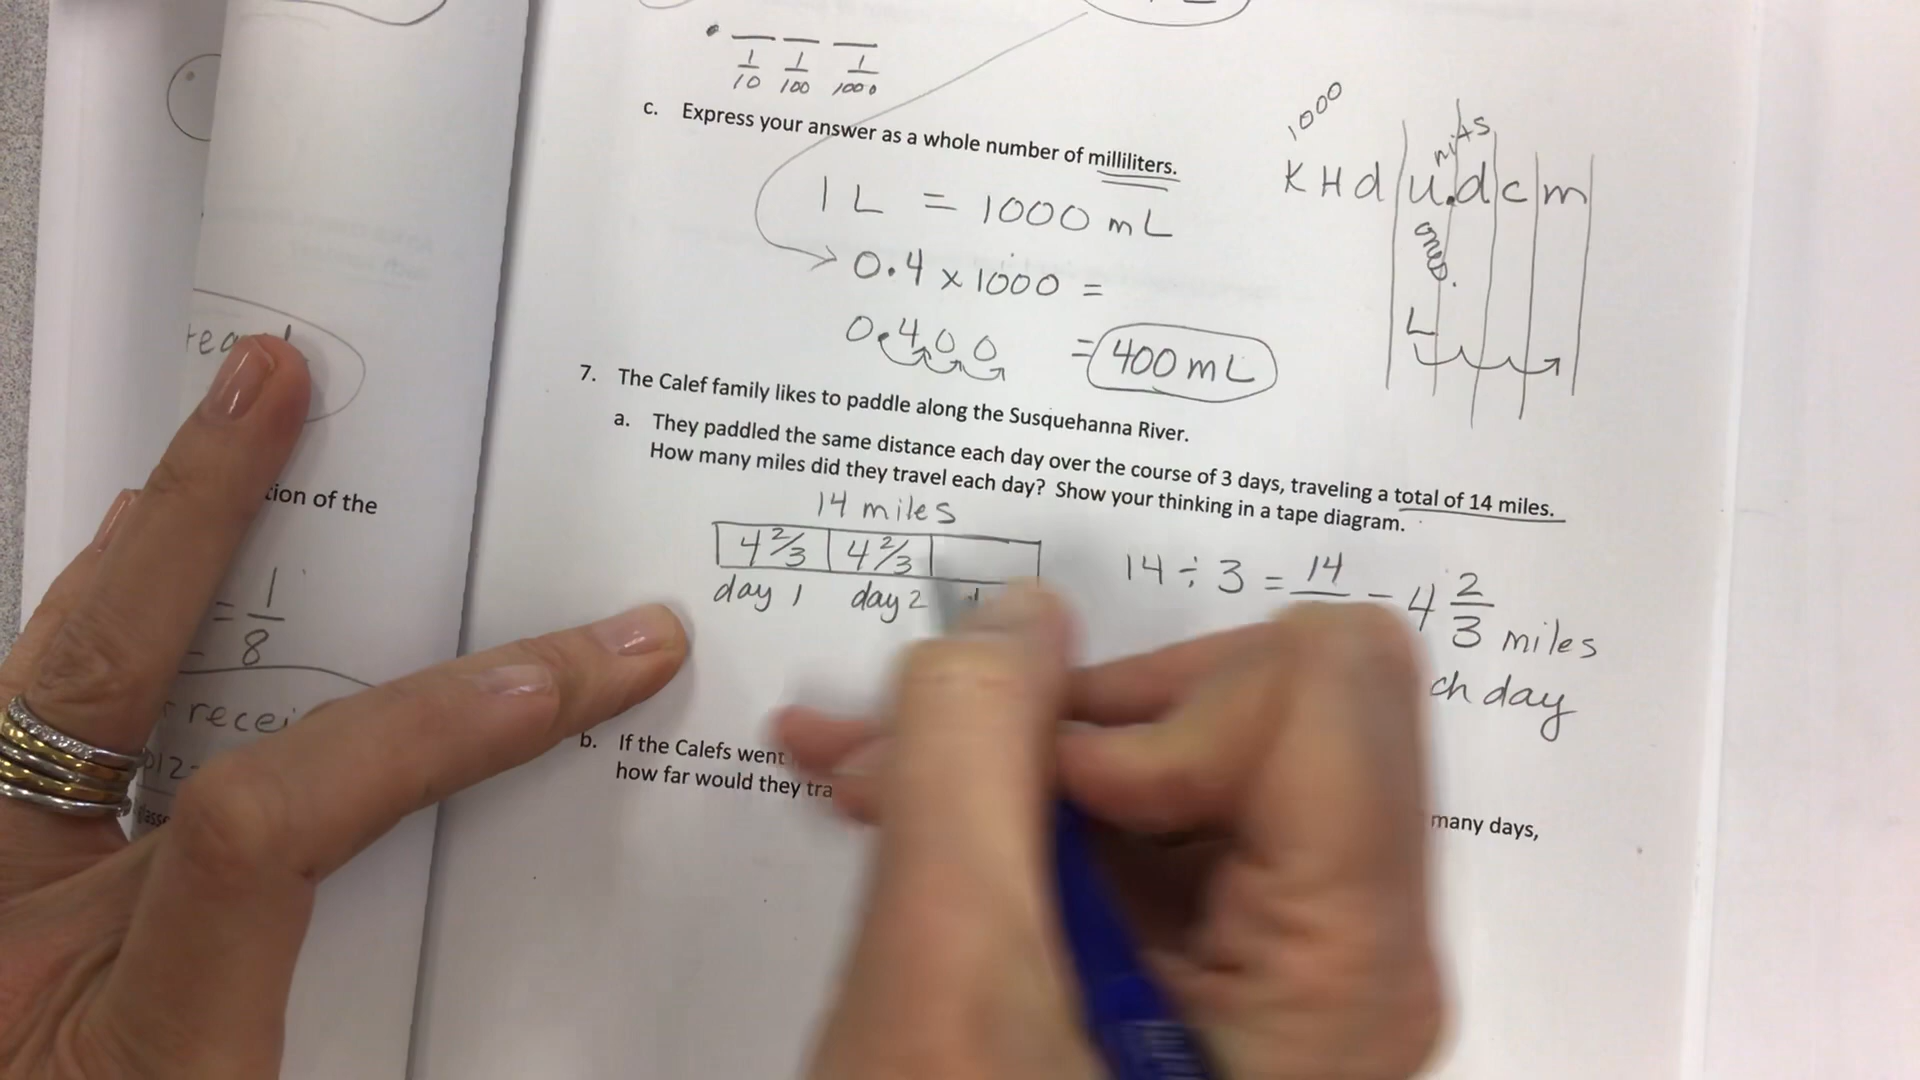 1/10 1/100 1/1000
c. Express your answer as a whole number of milliliters.
1 L = 1000 mL
0.4 x 1000 =
0.400 = 400 mL
1000
nits
K H d u.d c m
ones.
L
7. The Calef family likes to paddle along the Susquehanna River.
a. They paddled the same distance each day over the course of 3 days, traveling a total of 14 miles.
How many miles did they travel each day? Show your thinking in a tape diagram.
14 miles
4 2/3 4 2/3
day 1 day 2
14 ÷ 3 = 14 = 4 2/3 miles
ch day
b. If the Calefs went
many days,
how far would they tra
tion of the
= 1/8
recei